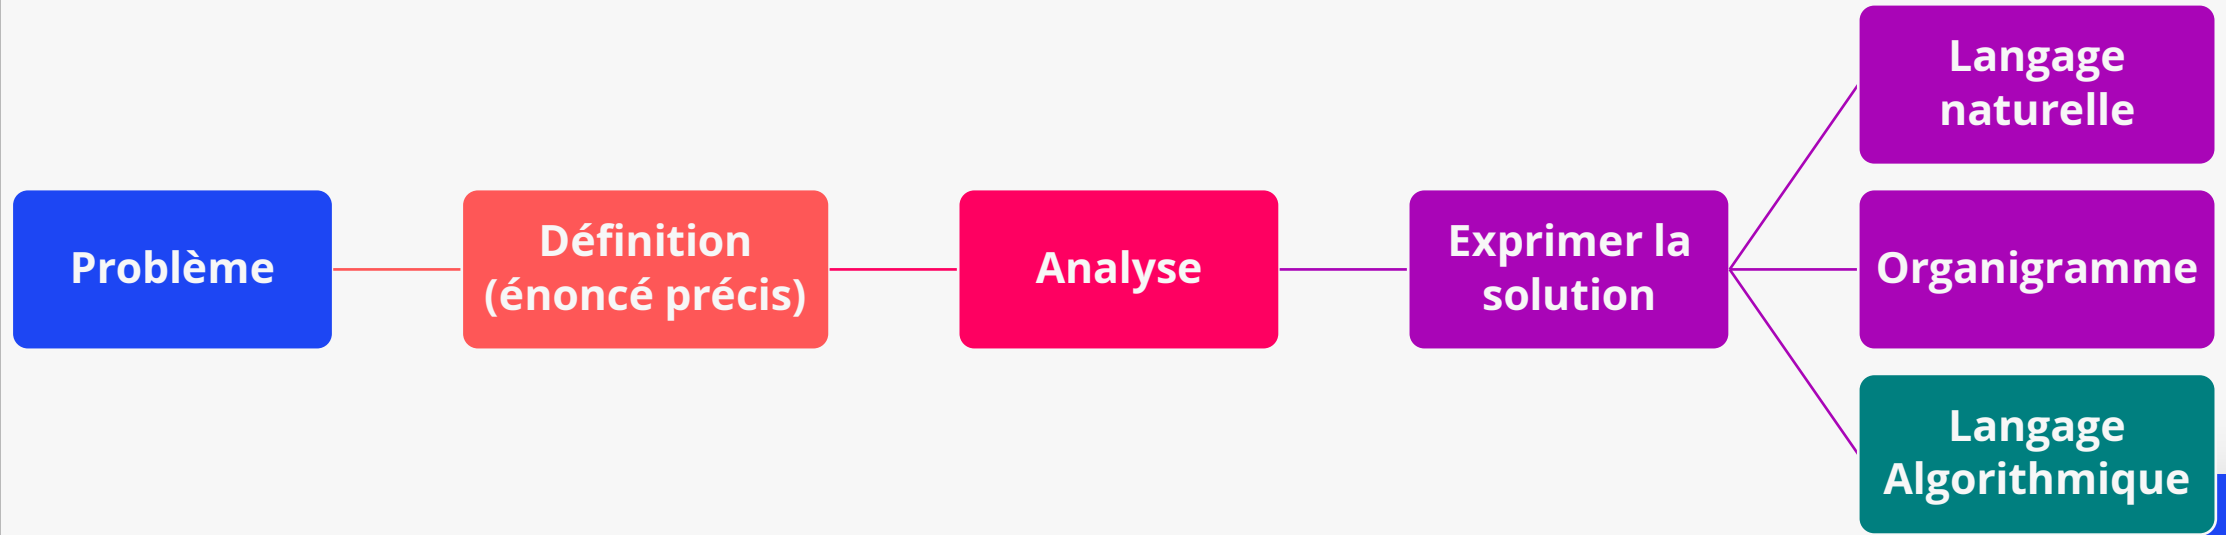 Problème
Définition
(énoncé précis)
Analyse
Exprimer la
solution
Langage
naturelle
Organigramme
Langage
Algorithmique